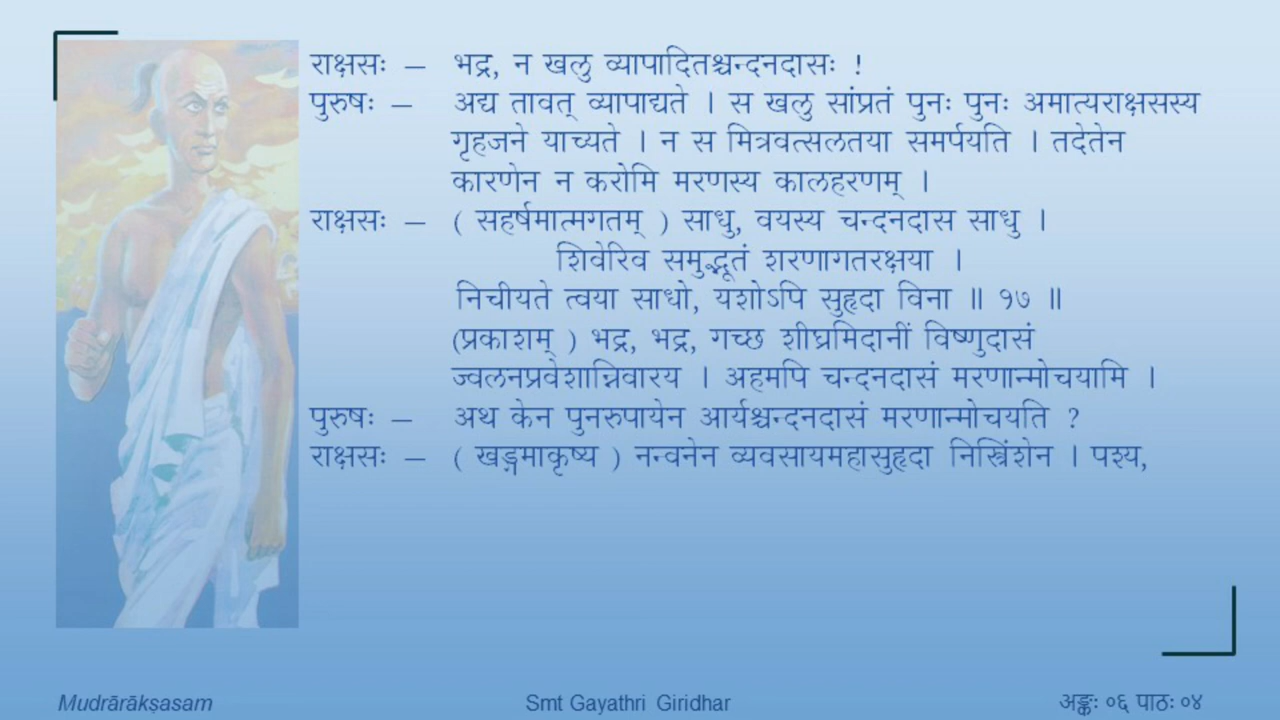 राक्षसः – भद्र, न खलु व्यापादितश्चन्दनदासः !
पुरुषः – अद्य तावत् व्यापाद्यते । स खलु सांप्रतं पुनः पुनः अमात्यराक्षसस्य
गृहजने याच्यते । न स मित्रवत्सलतया समर्पयति । तदेतेन
कारणेन न करोमि मरणस्य कालहरणम् ।
राक्षसः – ( सहर्षमात्मगतम् ) साधु, वयस्य चन्दनदास साधु ।
शिवेरिव समुद्भूतं शरणागतरक्षया ।
निचीयते त्वया साधो, यशोऽपि सुहृदा विना ॥ १७ ॥
(प्रकाशम् ) भद्र, भद्र, गच्छ शीघ्रमिदानीं विष्णुदासं
ज्वलनप्रवेशान्निवारय । अहमपि चन्दनदासं मरणान्मोचयामि ।
पुरुषः – अथ केन पुनरुपायेन आर्यश्चन्दनदासं मरणान्मोचयति ?
राक्षसः – ( खड्गमाकृष्य ) नन्वनेन व्यवसायमहासुहृदा निस्त्रिंशेन । पश्य,
Mudrārākṣasam
Smt Gayathri Giridhar
अङ्कः ०६ पाठः ०४